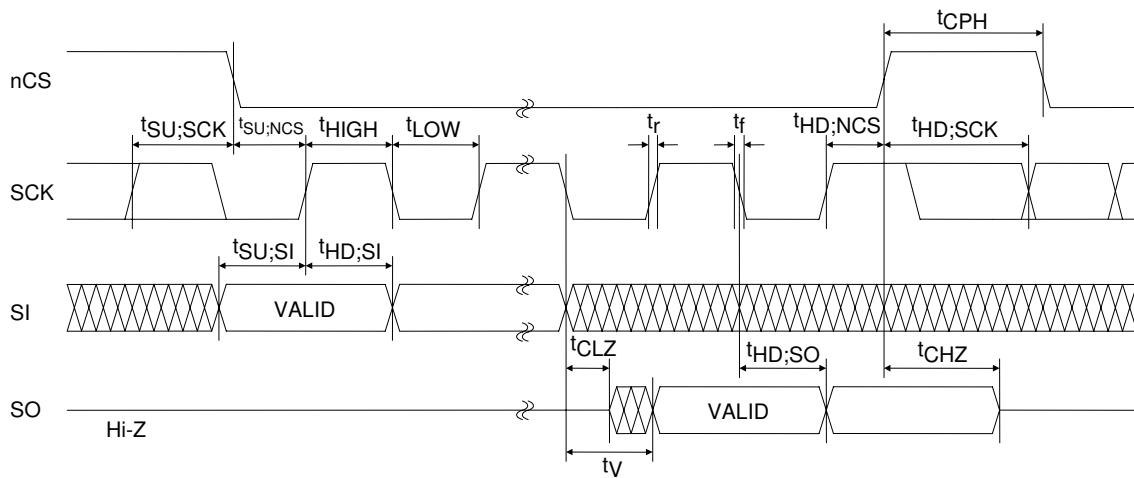 tCPH
nCS
tSU;SCK tSU;NCS tHIGH tLOW tr tf tHD;NCS tHD;SCK
SCK
tSU;SI tHD;SI
SI VALID
tCLZ tHD;SO tCHZ
SO VALID
Hi-Z
tV